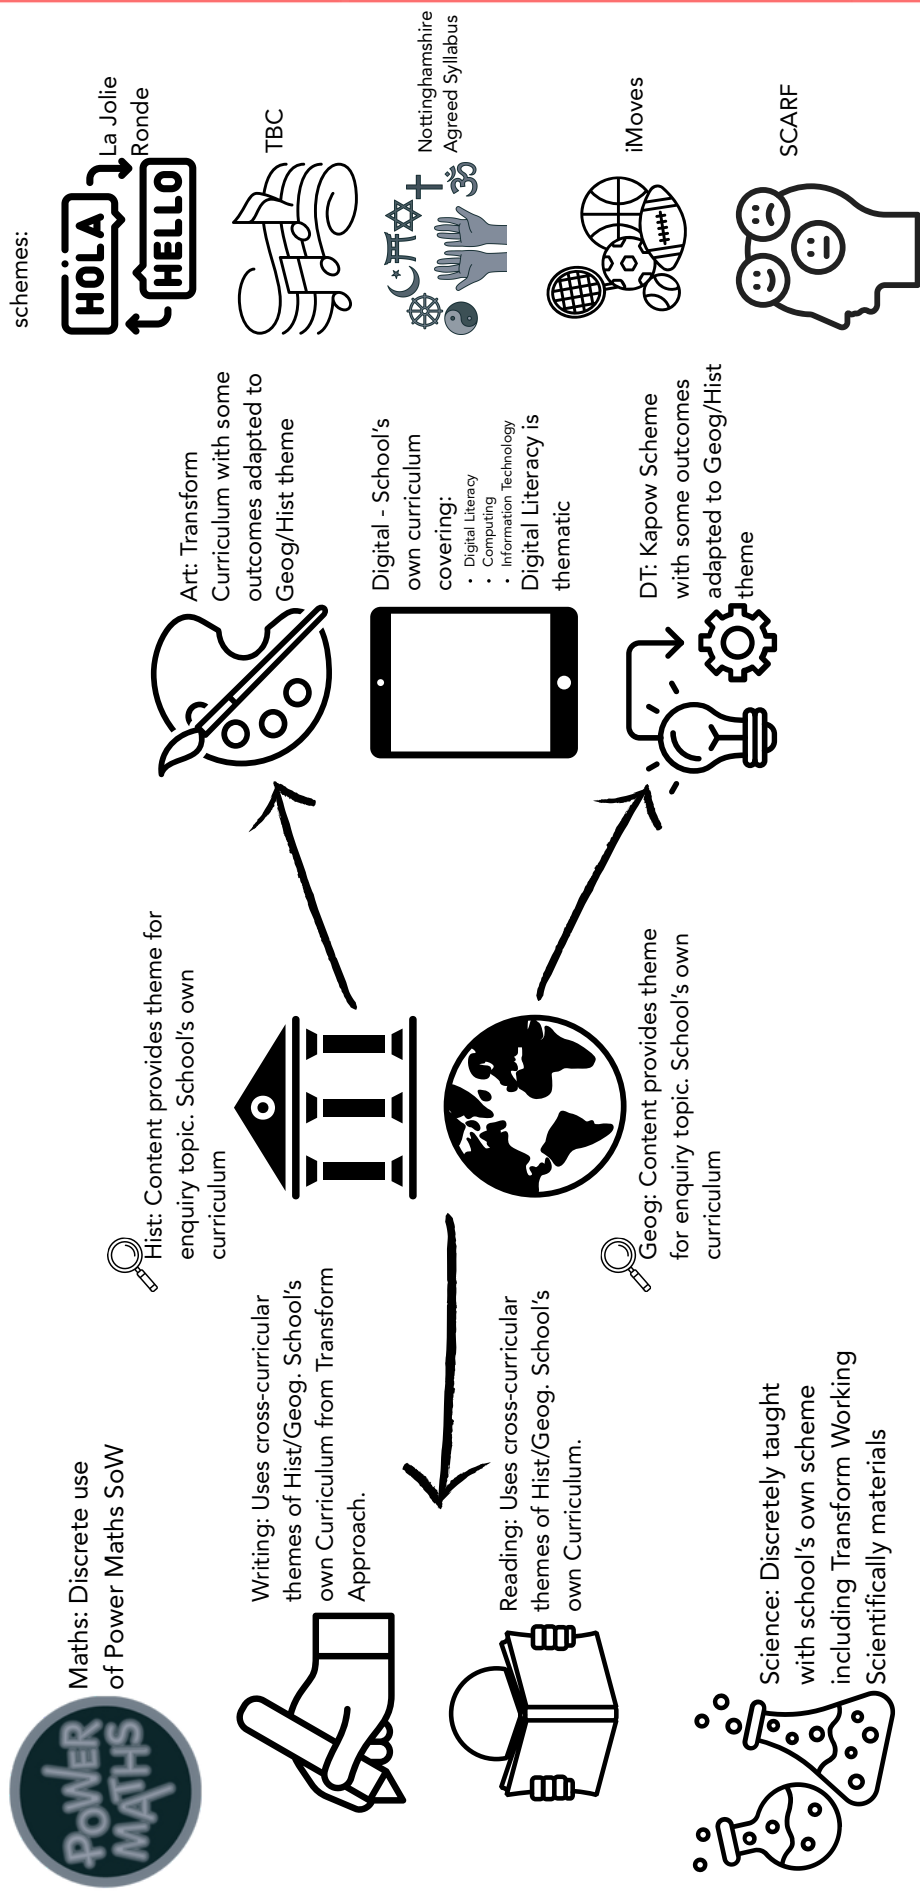 POWER
MATHS
Maths: Discrete use
of Power Maths SoW
Writing: Uses cross-curricular
themes of Hist/Geog. School's
own Curriculum from Transform
Approach.
Reading: Uses cross-curricular
themes of Hist/Geog. School's
own Curriculum.
Science: Discretely taught
with school's own scheme
including Transform Working
Scientifically materials
Hist: Content provides theme for
enquiry topic. School's own
curriculum
Geog: Content provides theme
for enquiry topic. School's own
curriculum
Art: Transform
Curriculum with some
outcomes adapted to
Geog/Hist theme
Digital - School's
own curriculum
covering:
• Digital Literacy
• Computing
• Information Technology
Digital Literacy is
thematic
DT: Kapow Scheme
with some outcomes
adapted to Geog/Hist
theme
schemes:
HOLA
HELLO
La Jolie
Ronde
TBC
Nottinghamshire
Agreed Syllabus
iMoves
SCARF